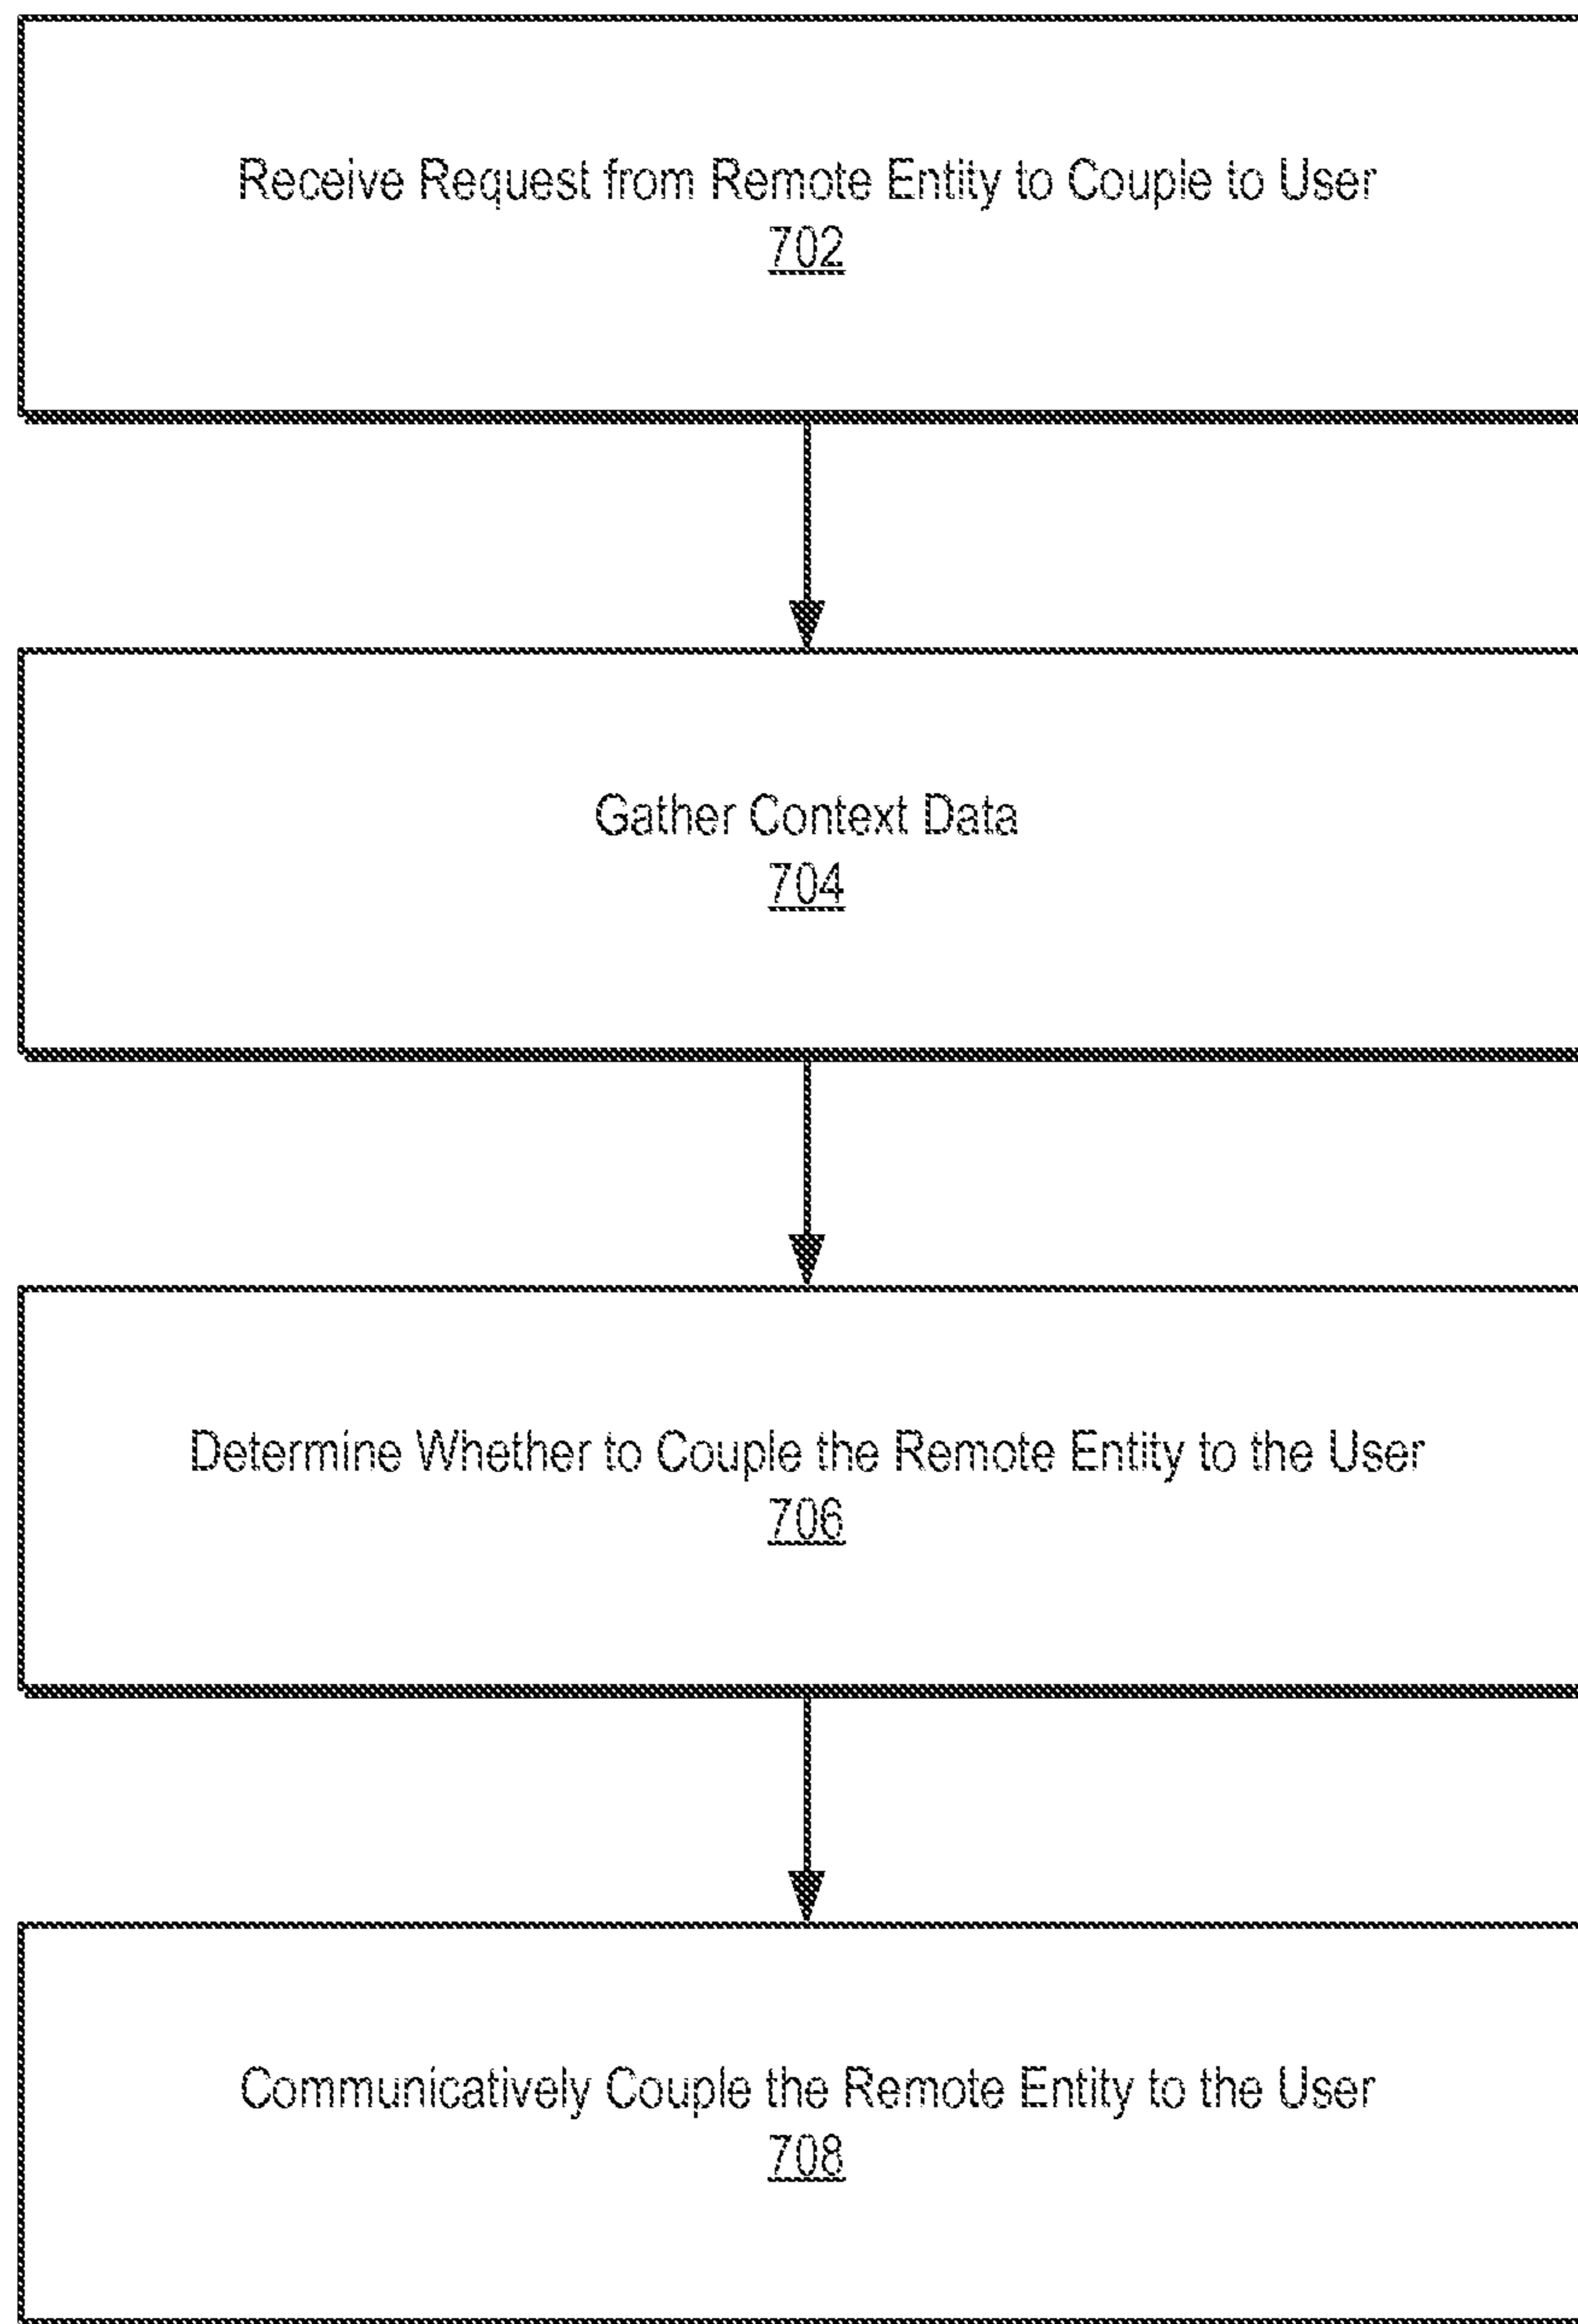 Receive Request from Remote Entity to Couple to User
702
Gather Context Data
704
Determine Whether to Couple the Remote Entity to the User
706
Communicatively Couple the Remote Entity to the User
708